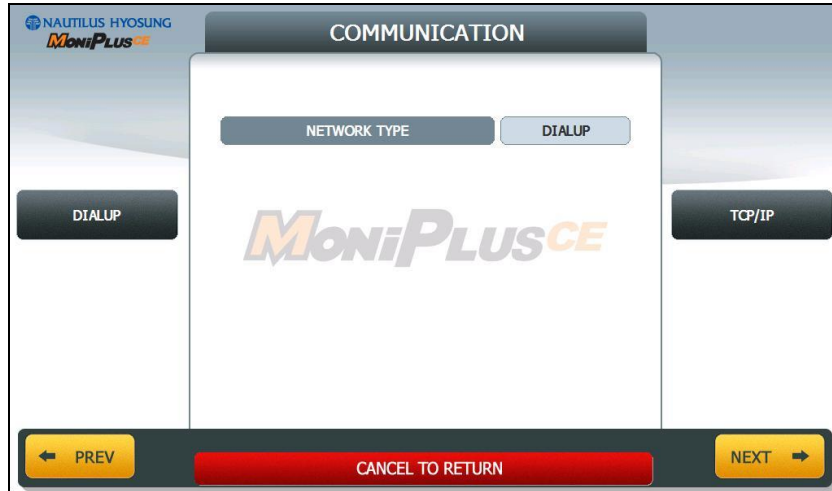 NAUTILUS HYOSUNG
MoniPlusCE
COMMUNICATION
NETWORK TYPE DIALUP
DIALUP
TCP/IP
MoniPlusCE
PREV
CANCEL TO RETURN
NEXT